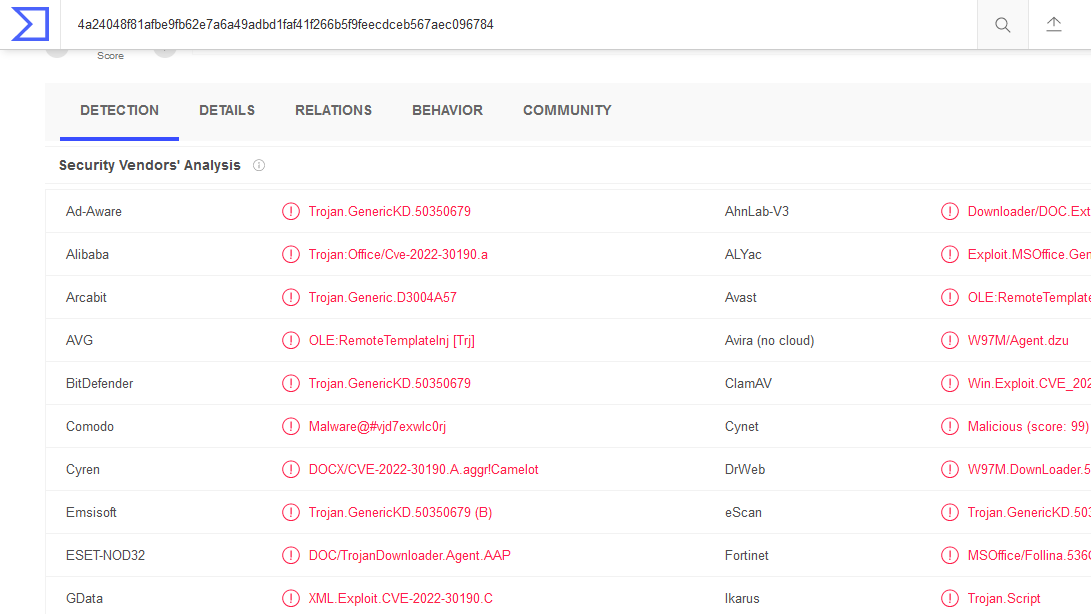 4a24048f81afbe9fb62e7a6a49adbd1faf41f266b5f9feecdceb567aec096784
Score
DETECTION DETAILS RELATIONS BEHAVIOR COMMUNITY
Security Vendors' Analysis
Ad-Aware Trojan.GenericKD.50350679 AhnLab-V3 Downloader/DOC.Ext
Alibaba Trojan:Office/Cve-2022-30190.a ALYac Exploit.MSOffice.Gen
Arcabit Trojan.Generic.D3004A57 Avast OLE:RemoteTemplate
AVG OLE:RemoteTemplateInj [Trj] Avira (no cloud) W97M/Agent.dzu
BitDefender Trojan.GenericKD.50350679 ClamAV Win.Exploit.CVE_202
Comodo Malware@#vjd7exwlc0rj Cynet Malicious (score: 99)
Cyren DOCX/CVE-2022-30190.A.aggr!Camelot DrWeb W97M.DownLoader.5
Emsisoft Trojan.GenericKD.50350679 (B) eScan Trojan.GenericKD.503
ESET-NOD32 DOC/TrojanDownloader.Agent.AAP Fortinet MSOffice/Follina.536C
GData XML.Exploit.CVE-2022-30190.C Ikarus Trojan.Script